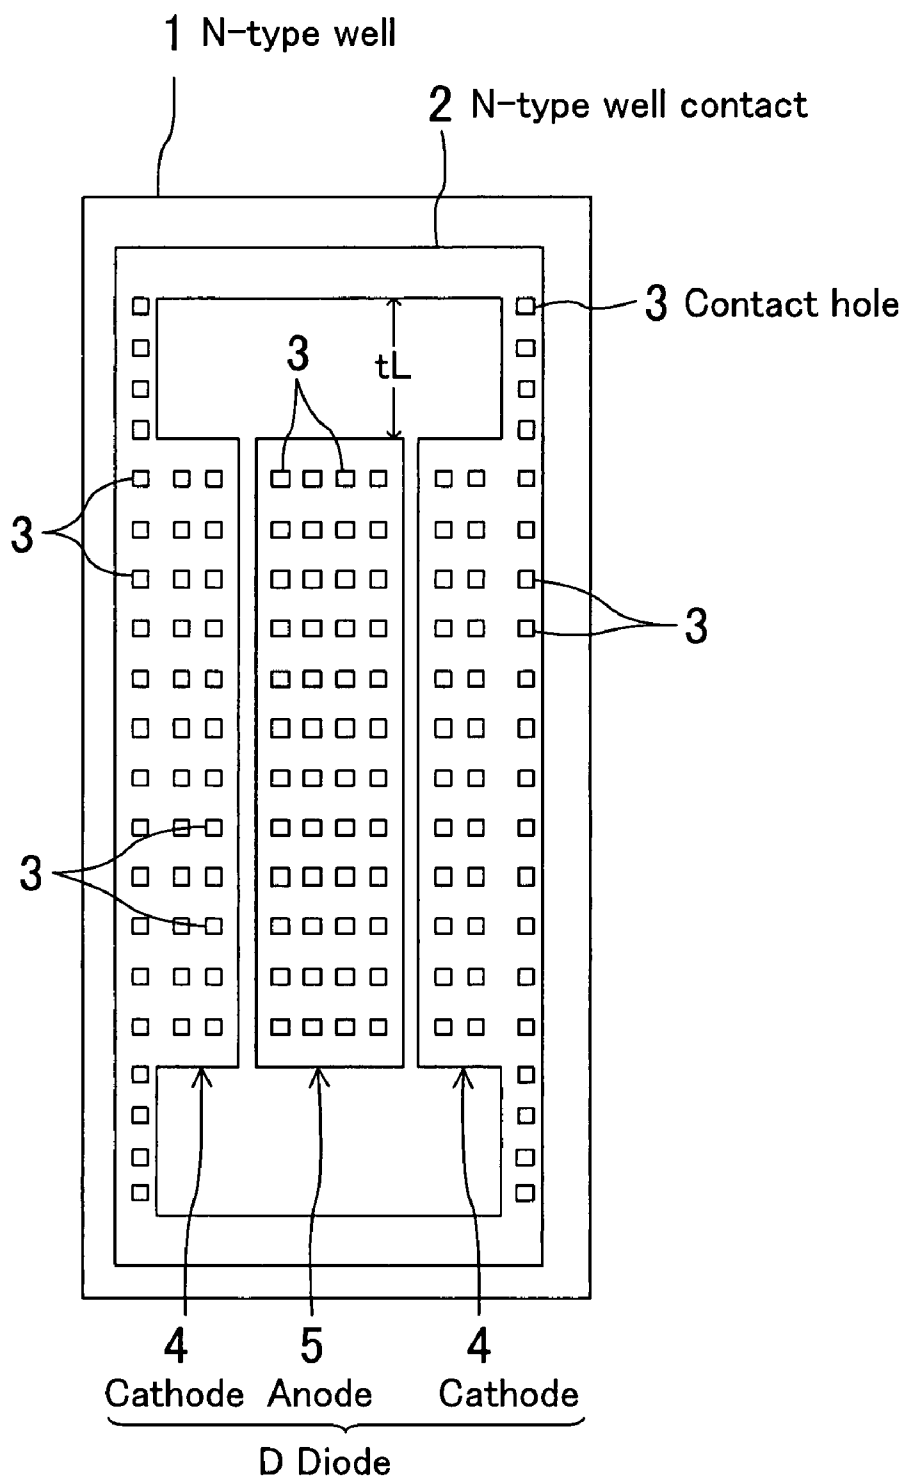 1 N-type well
2 N-type well contact
3 Contact hole
3
tL
3
3
3
4 5 4
Cathode Anode Cathode
D Diode